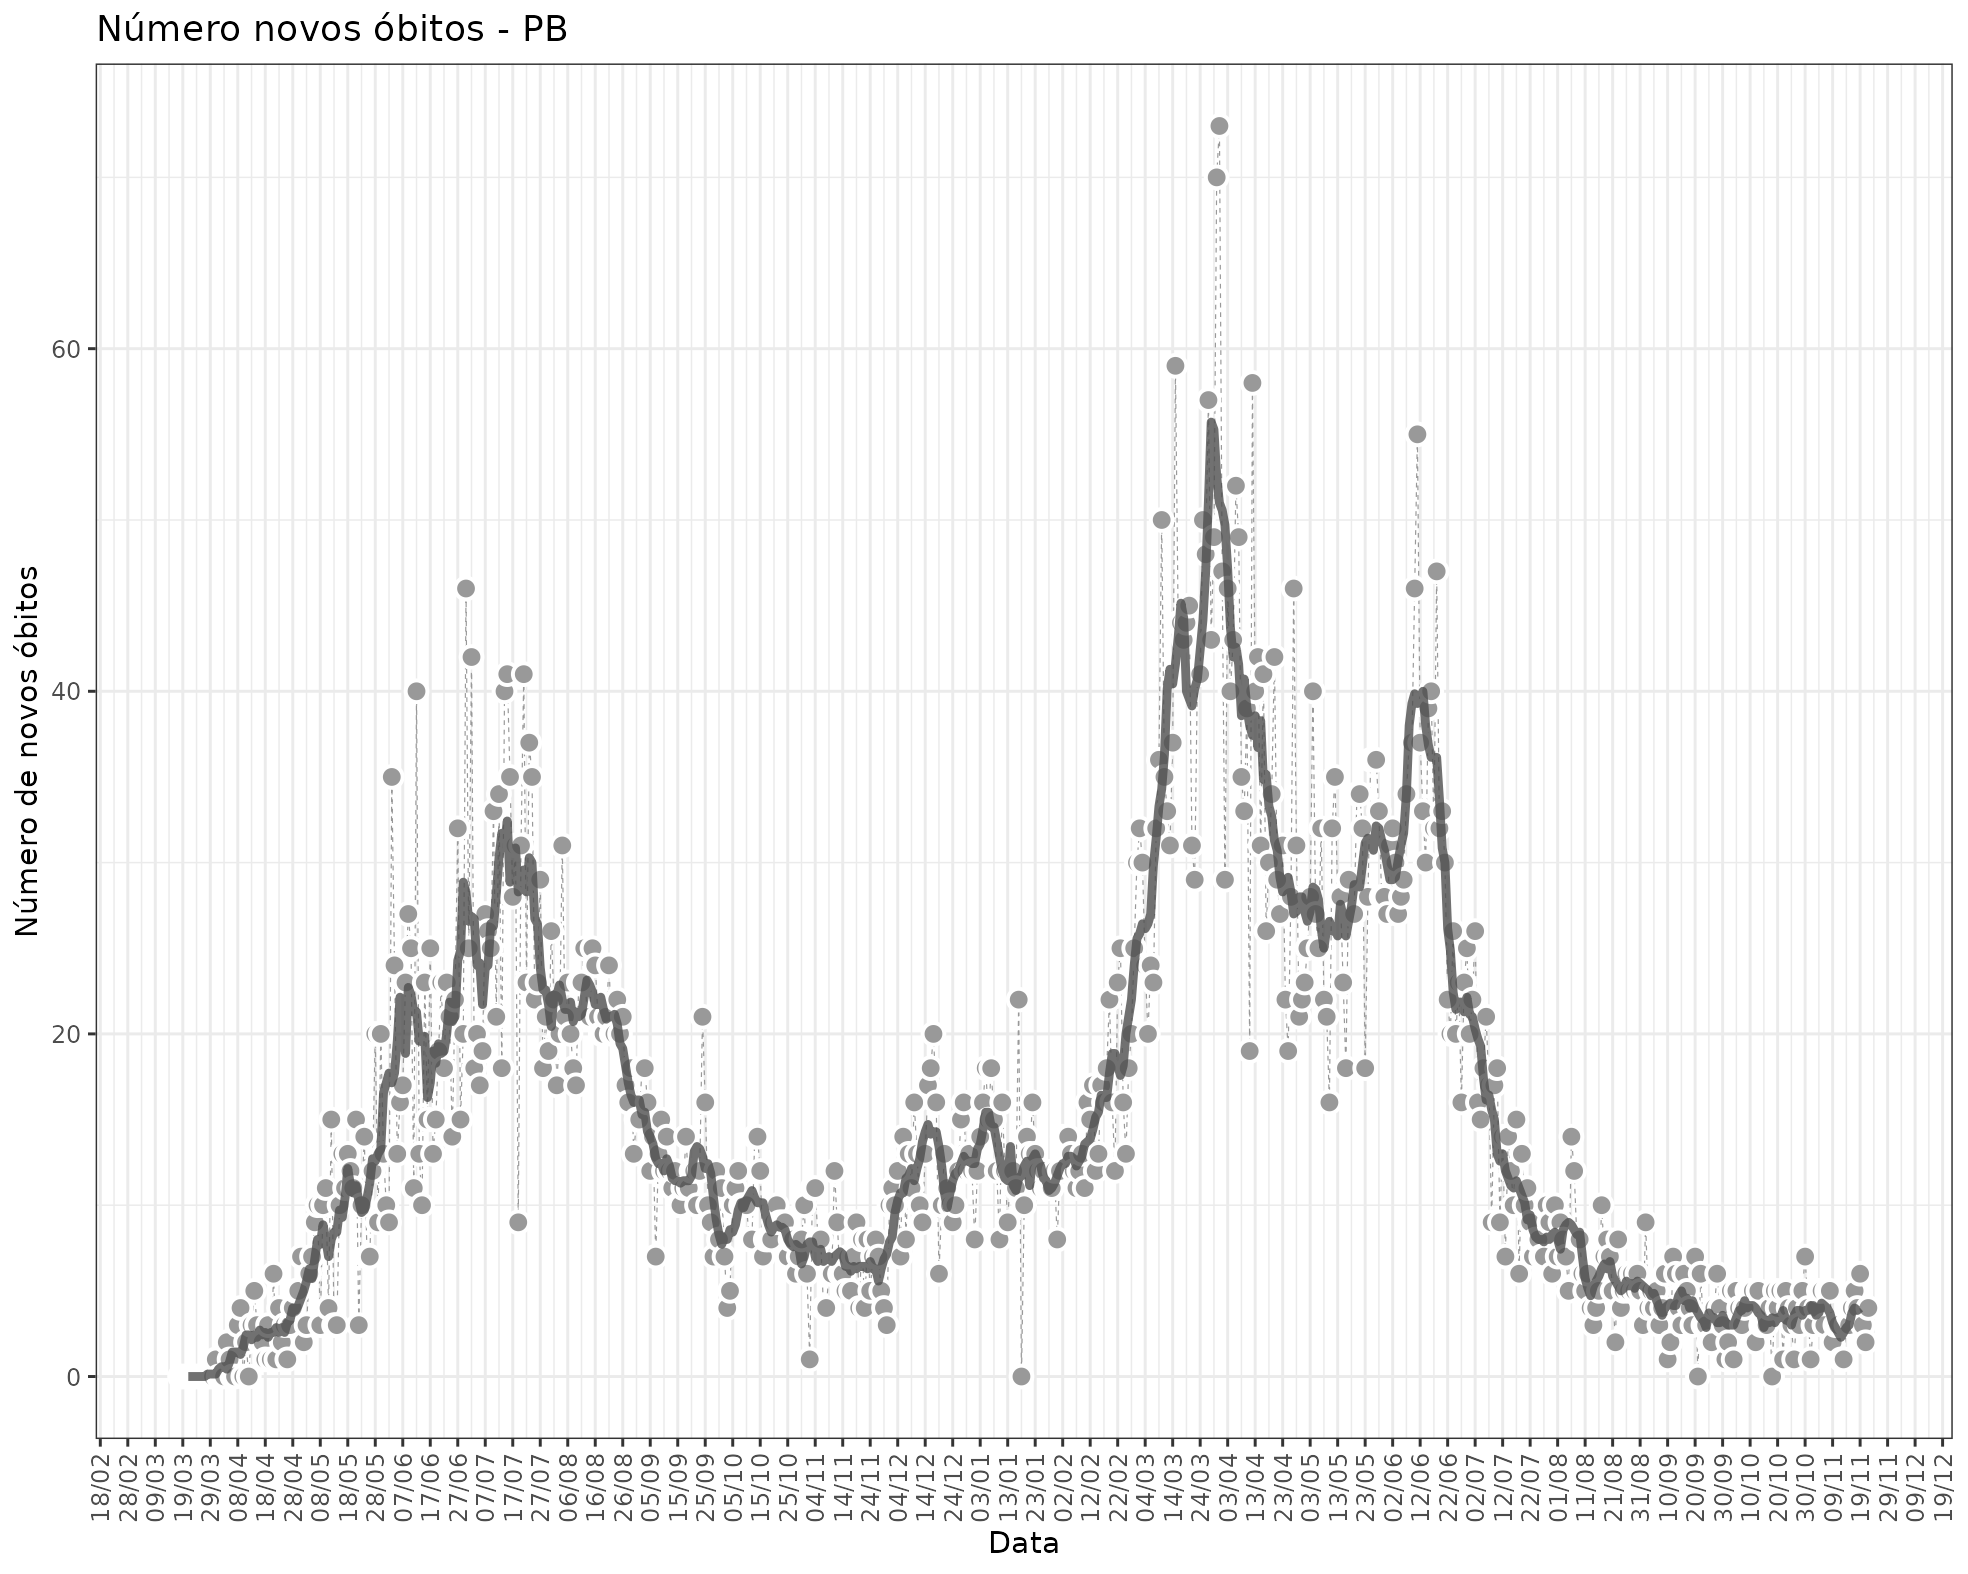 Número novos óbitos - PB
Número de novos óbitos
60
40
20
0
18/02 28/02 09/03 19/03 29/03 08/04 18/04 28/04 08/05 18/05 28/05 07/06 17/06 27/06 07/07 17/07 27/07 06/08 16/08 26/08 05/09 15/09 25/09 05/10 15/10 25/10 04/11 14/11 24/11 04/12 14/12 24/12 03/01 13/01 23/01 02/02 12/02 22/02 04/03 14/03 24/03 03/04 13/04 23/04 03/05 13/05 23/05 02/06 12/06 22/06 02/07 12/07 22/07 01/08 11/08 21/08 31/08 10/09 20/09 30/09 10/10 20/10 30/10 09/11 19/11 29/11 09/12 19/12
Data